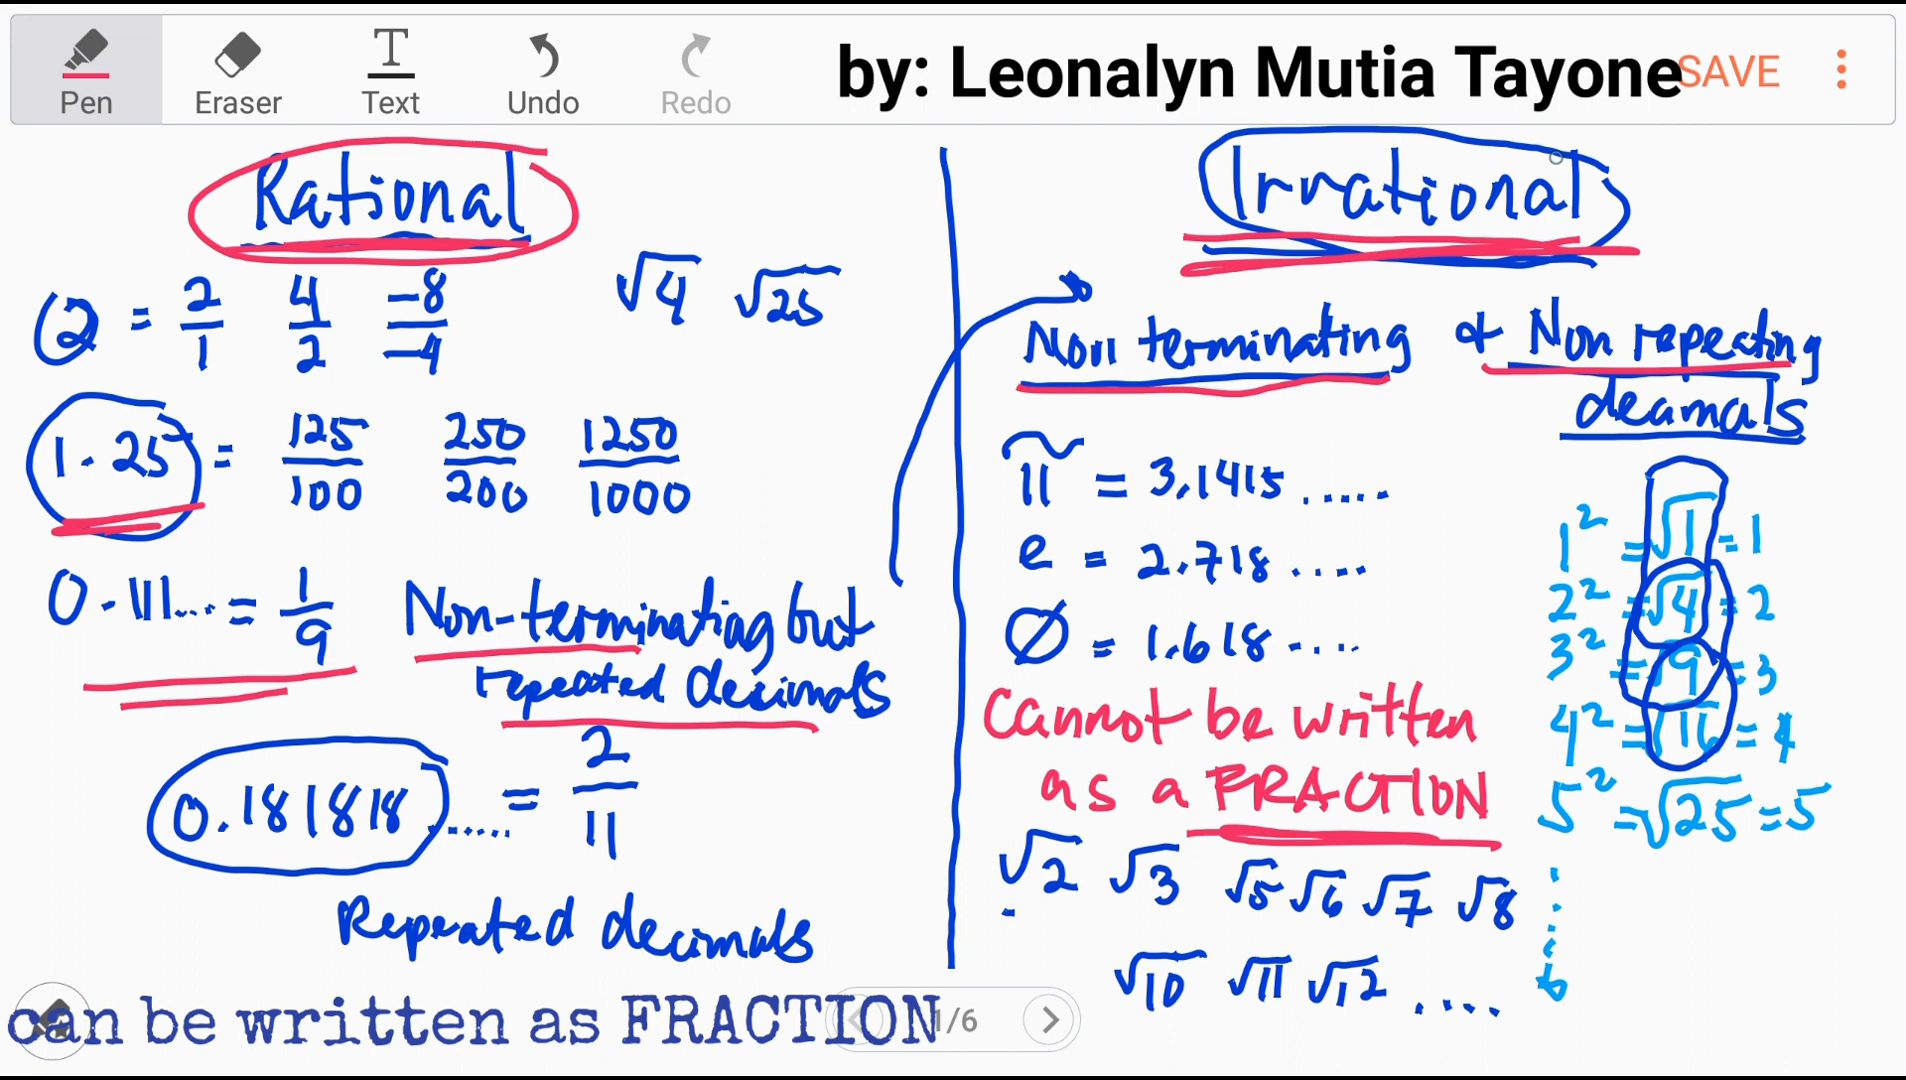 Pen Eraser Text Undo Redo by: Leonalyn Mutia Tayone SAVE
Rational
2 = 2/1 4/2 -8/-4 √4 √25
1.25 = 125/100 250/200 1250/1000
0.111... = 1/9 Non-terminating but
repeated decimals
0.181818...... = 2/11
Repeated decimals
can be written as FRACTION
1/6
Irrational
Non terminating & Non repeating
decimals
π = 3.1415.....
e = 2.718....
Ø = 1.618....
Cannot be written
as a FRACTION
√2 √3 √5 √6 √7 √8
√10 √11 √12 ....
1² = √1 = 1
2² = √4 = 2
3² = √9 = 3
4² = √16 = 4
5² = √25 = 5